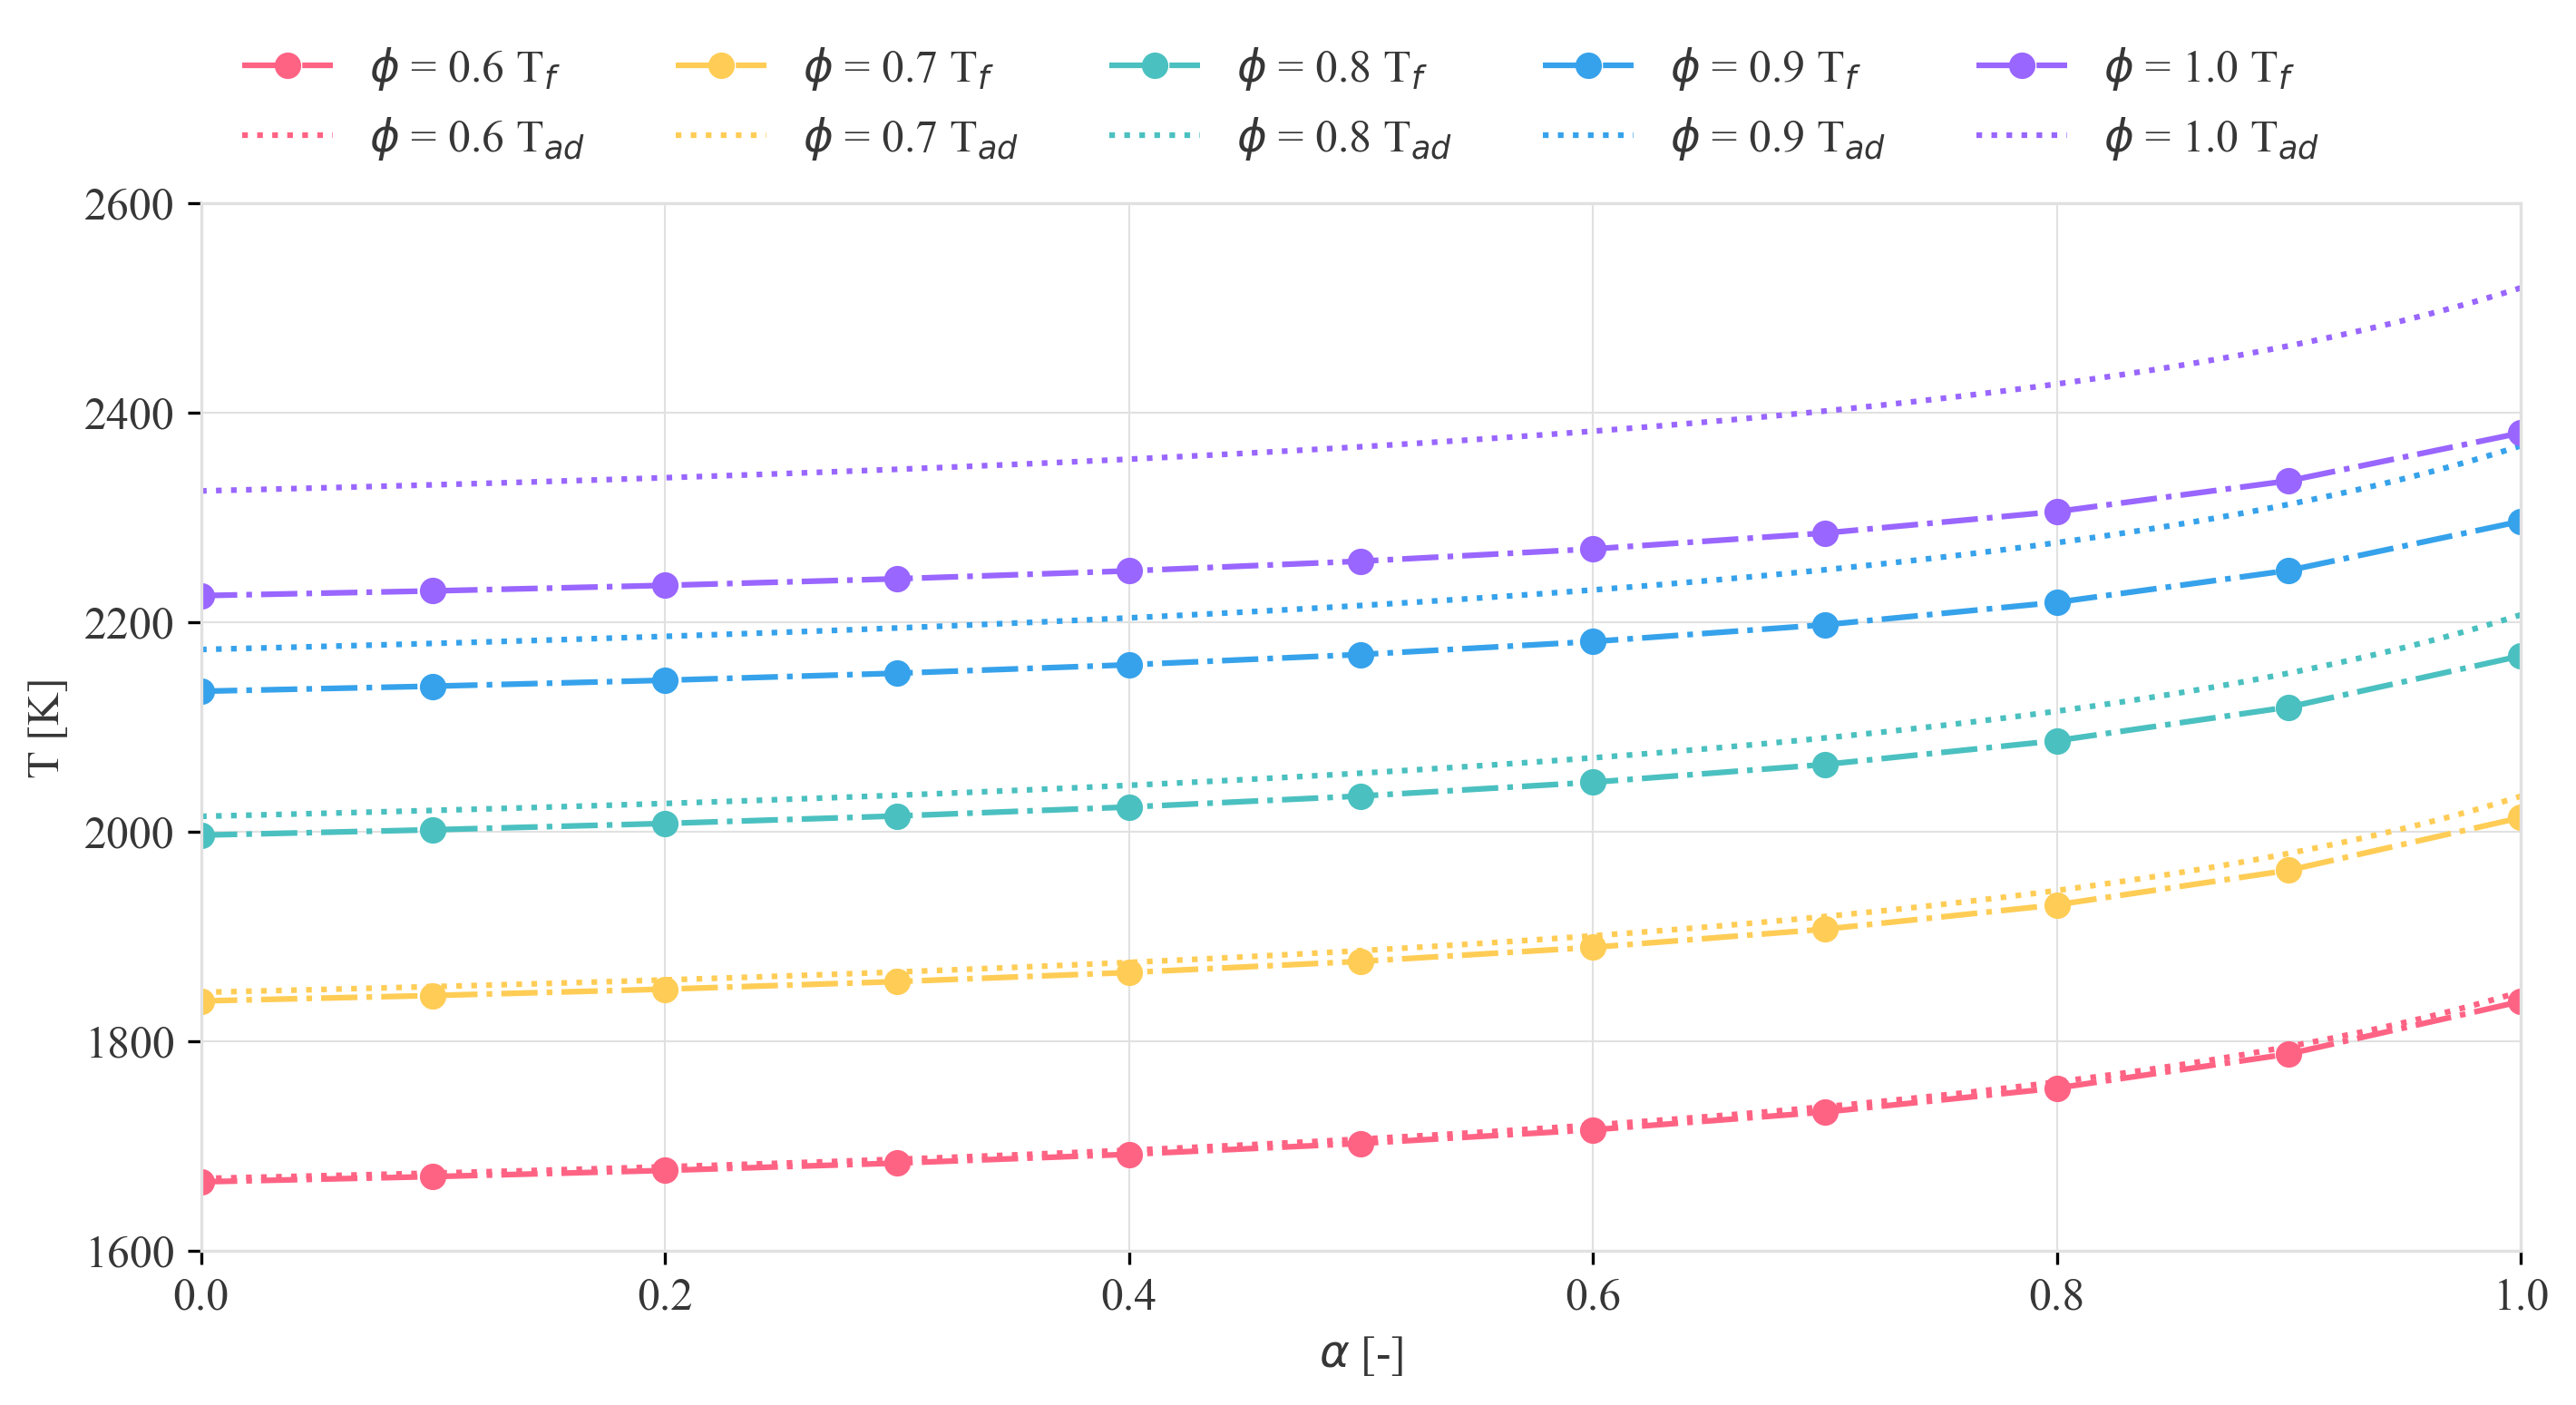 ϕ = 0.6 T_f ϕ = 0.7 T_f ϕ = 0.8 T_f ϕ = 0.9 T_f ϕ = 1.0 T_f
ϕ = 0.6 T_ad ϕ = 0.7 T_ad ϕ = 0.8 T_ad ϕ = 0.9 T_ad ϕ = 1.0 T_ad
2600
2400
2200
2000
1800
1600
T [K]
0.0 0.2 0.4 0.6 0.8 1.0
α [-]